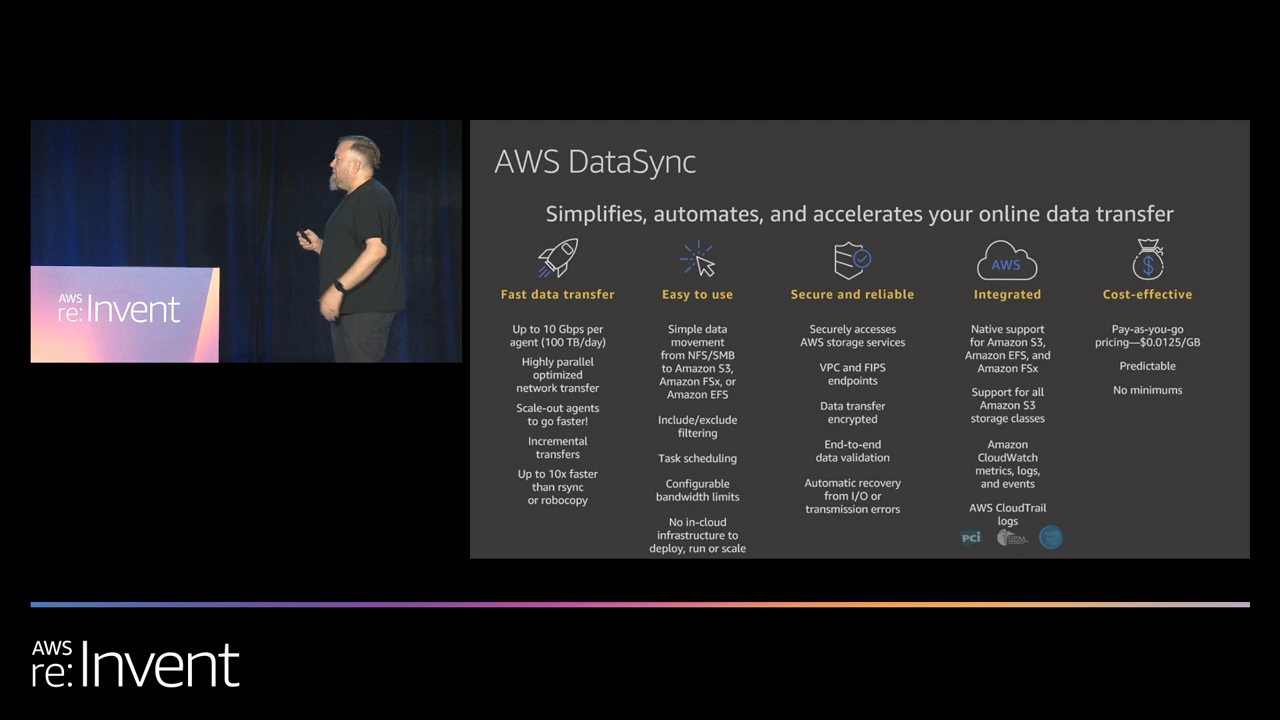 AWS
re:Invent
AWS DataSync
Simplifies, automates, and accelerates your online data transfer
Fast data transfer
Up to 10 Gbps per
agent (100 TB/day)
Highly parallel
optimized
network transfer
Scale-out agents
to go faster!
Incremental
transfers
Up to 10x faster
than rsync
or robocopy
Easy to use
Simple data
movement
from NFS/SMB
to Amazon S3,
Amazon FSx, or
Amazon EFS
Include/exclude
filtering
Task scheduling
Configurable
bandwidth limits
No in-cloud
infrastructure to
deploy, run or scale
Secure and reliable
Securely accesses
AWS storage services
VPC and FIPS
endpoints
Data transfer
encrypted
End-to-end
data validation
Automatic recovery
from I/O or
transmission errors
AWS
Integrated
Native support
for Amazon S3,
Amazon EFS, and
Amazon FSx
Support for all
Amazon S3
storage classes
Amazon
CloudWatch
metrics, logs,
and events
AWS CloudTrail
logs
PCI
HIPAA
$
Cost-effective
Pay-as-you-go
pricing—$0.0125/GB
Predictable
No minimums
AWS
re:Invent